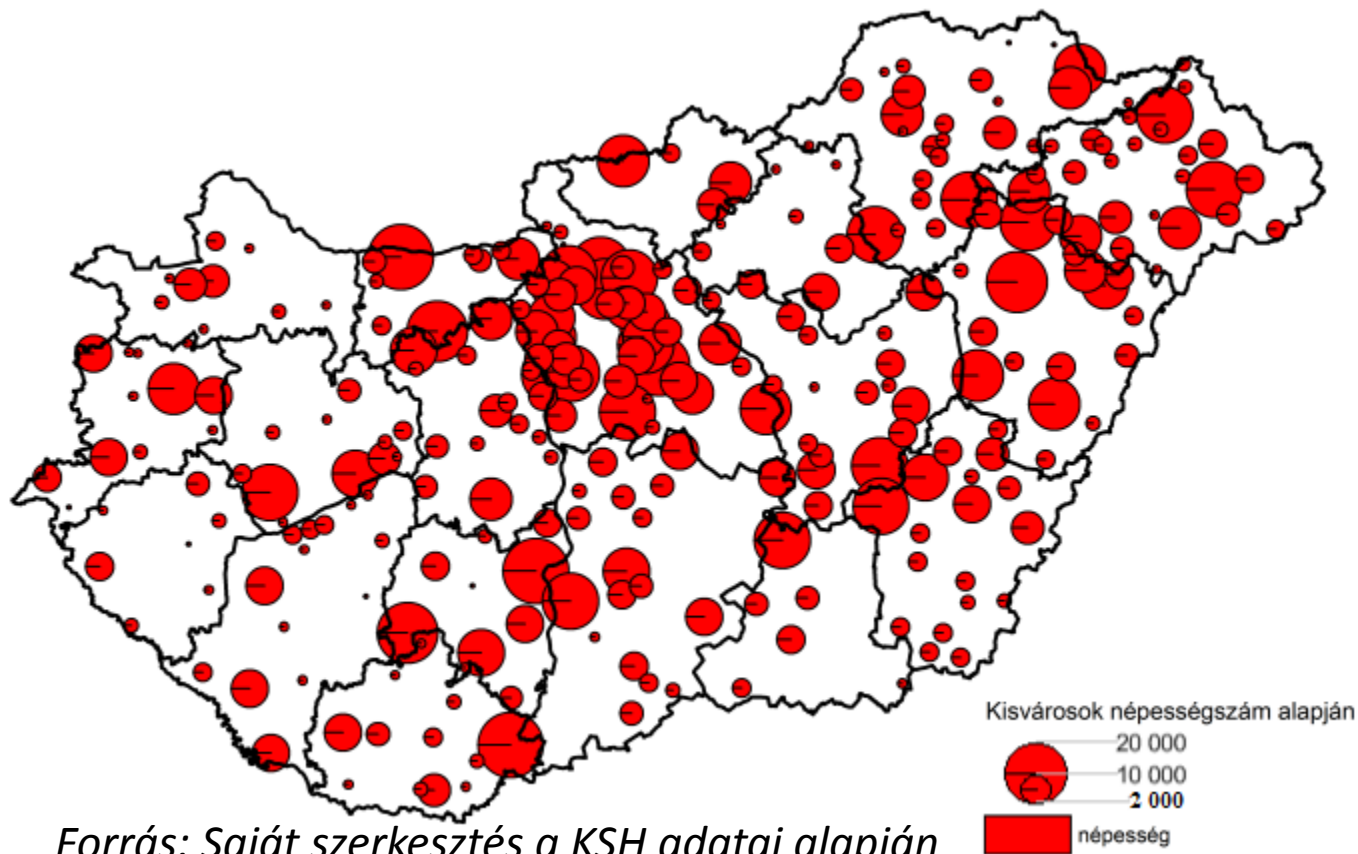 Kisvárosok népességszám alapján
20 000
10 000
2 000
népesség
Forrás: Saját szerkesztés a KSH adatai alapján